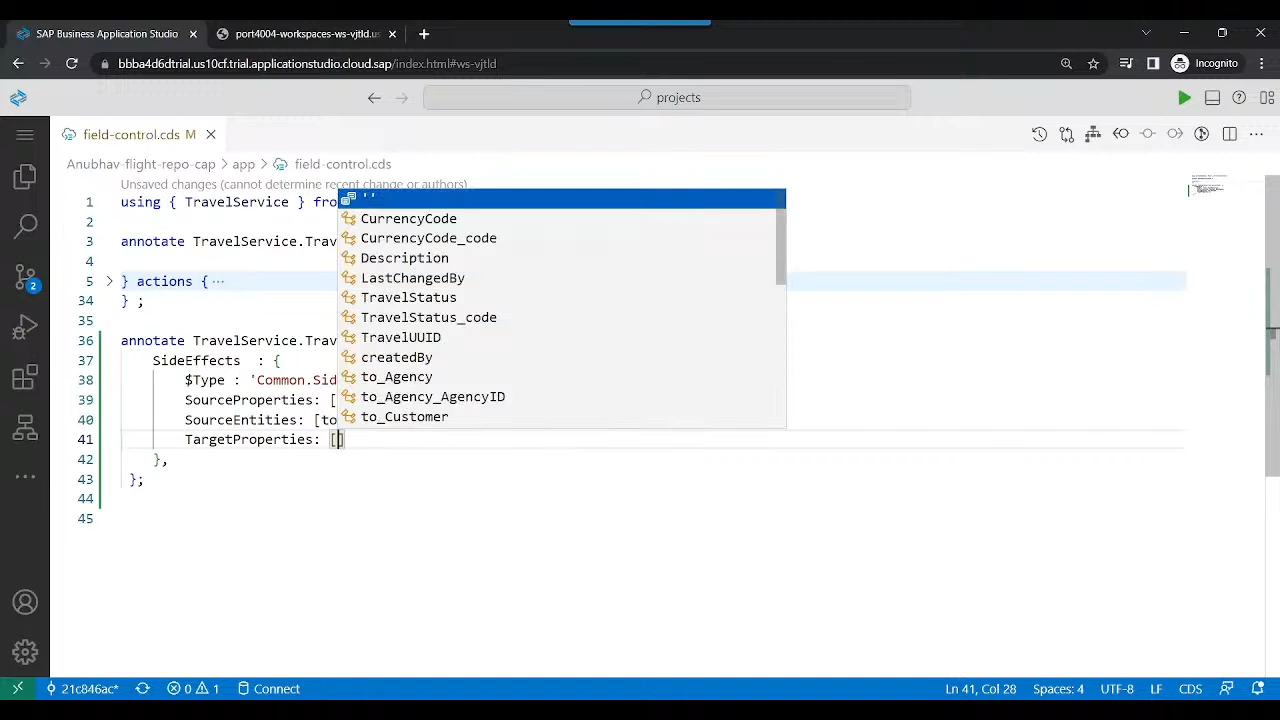 SAP Business Application Studio
port4004-workspaces-ws-vjtld.us
bbba4d6dtrial.us10cf.trial.applicationstudio.cloud.sap/index.html#ws-vjtld
Incognito
projects
field-control.cds M
Anubhav-flight-repo-cap > app > field-control.cds
Unsaved changes (cannot determine recent change or authors)
1 using { TravelService } fro
2
3 annotate TravelService.Trav
4
5 } actions { ...
34 } ;
35
36 annotate TravelService.Trav
37 SideEffects : {
38 $Type : 'Common.Sid
39 SourceProperties: [
40 SourceEntities: [to
41 TargetProperties: []
42 },
43 };
44
45
' '
CurrencyCode
CurrencyCode_code
Description
LastChangedBy
TravelStatus
TravelStatus_code
TravelUUID
createdBy
to_Agency
to_Agency_AgencyID
to_Customer
2
21c846ac* 0 1 Connect
Ln 41, Col 28 Spaces: 4 UTF-8 LF CDS